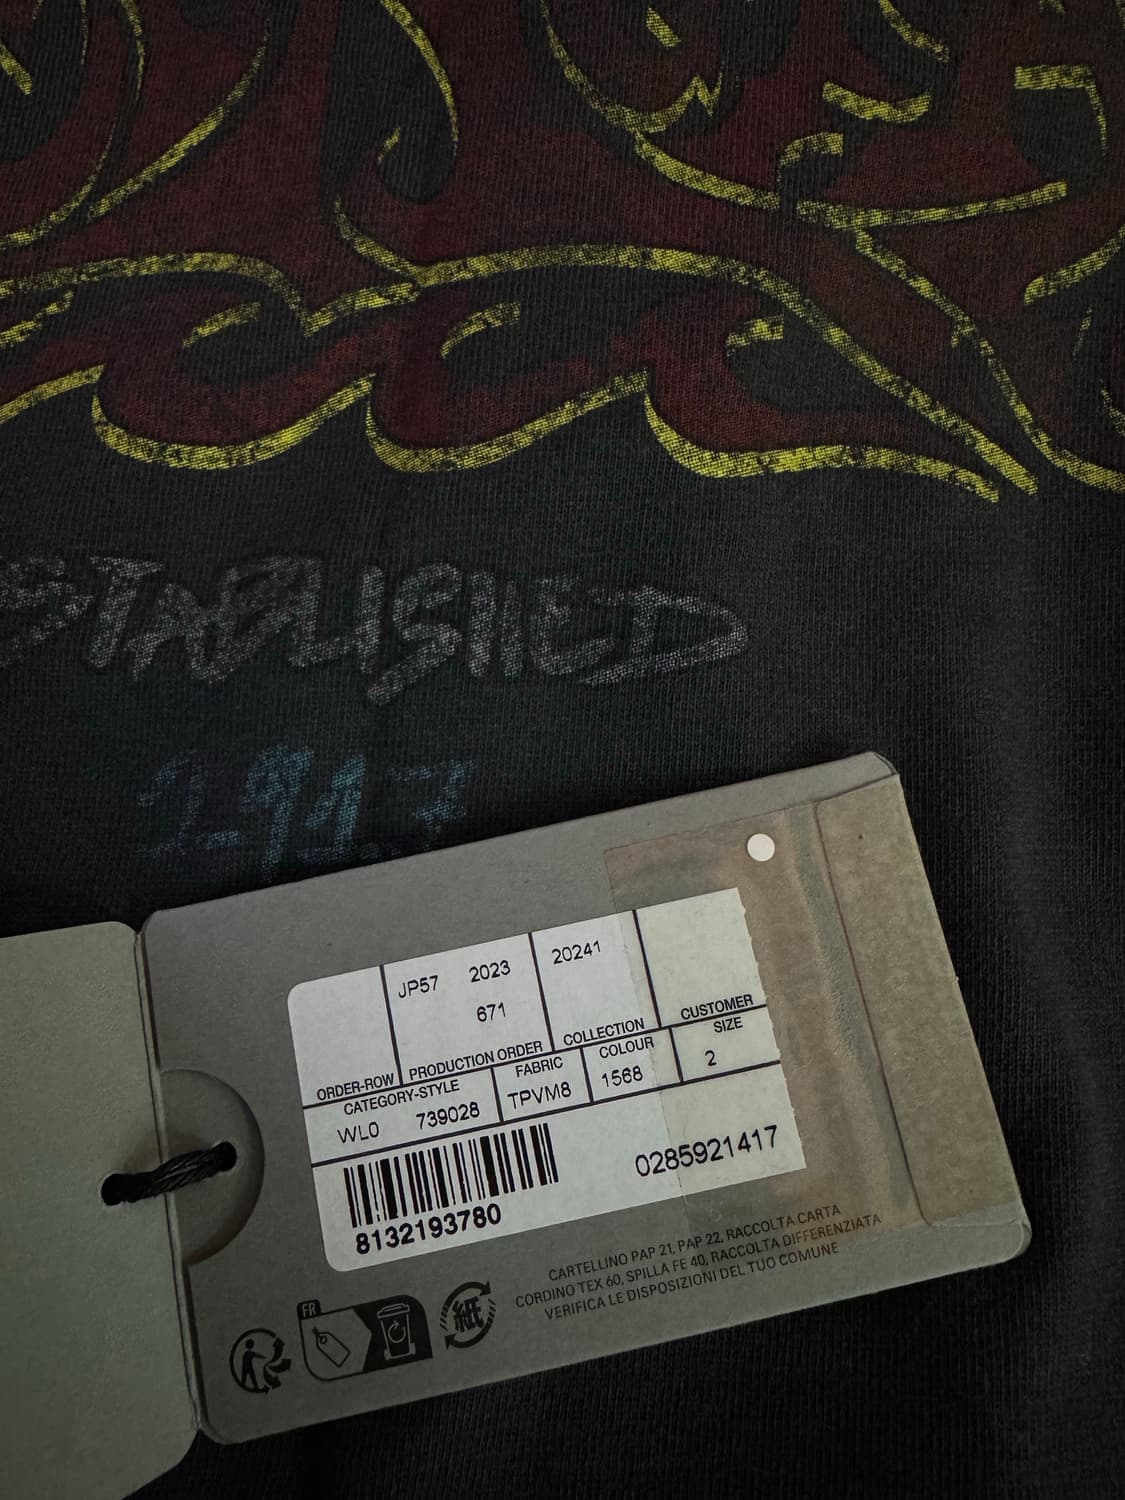 STABLISHED
JP57 2023 20241
671
ORDER-ROW PRODUCTION ORDER COLLECTION CUSTOMER
CATEGORY-STYLE FABRIC COLOUR SIZE
WL0 739028 TPVM8 1568 2
8132193780 0285921417
CARTELLINO PAP 21, PAP 22, RACCOLTA CARTA
CORDINO TEX 60, SPILLA FE 40, RACCOLTA DIFFERENZIATA
VERIFICA LE DISPOSIZIONI DEL TUO COMUNE
FR
紙